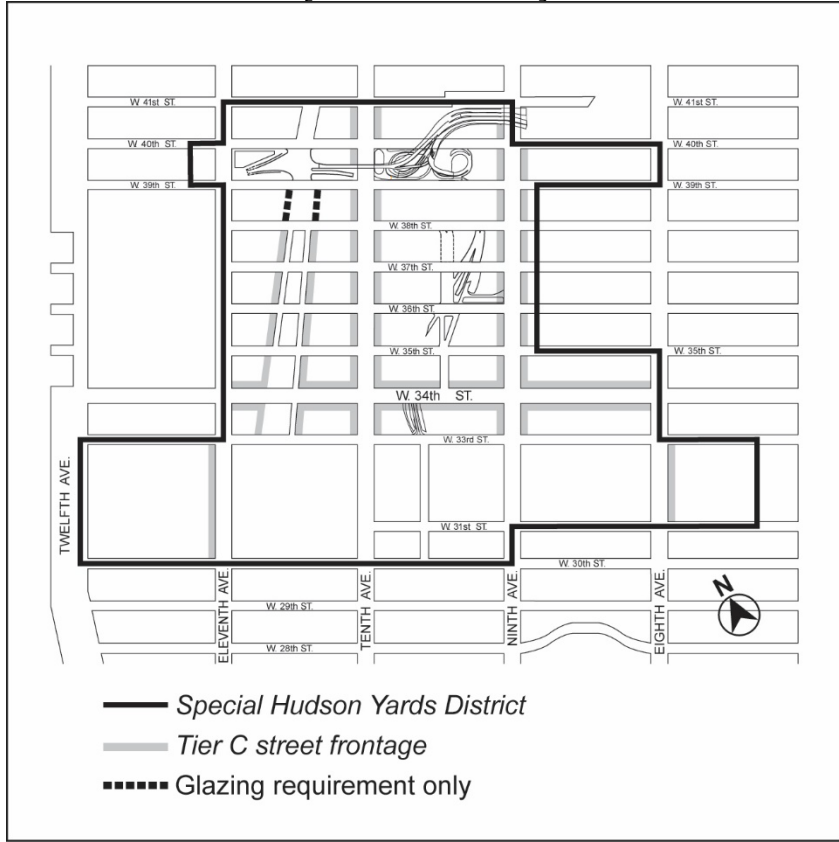 W. 41st ST.
W. 41st ST.
W. 40th ST.
W. 40th ST.
W. 39th ST.
W. 39th ST.
W. 38th ST.
W. 37th ST.
W. 36th ST.
W. 35th ST.
W. 35th ST.
W. 34th ST.
W. 33rd ST.
TWELFTH AVE.
W. 31st ST.
W. 30th ST.
ELEVENTH AVE.
TENTH AVE.
NINTH AVE.
EIGHTH AVE.
N
W. 29th ST.
W. 28th ST.
Special Hudson Yards District
Tier C street frontage
Glazing requirement only